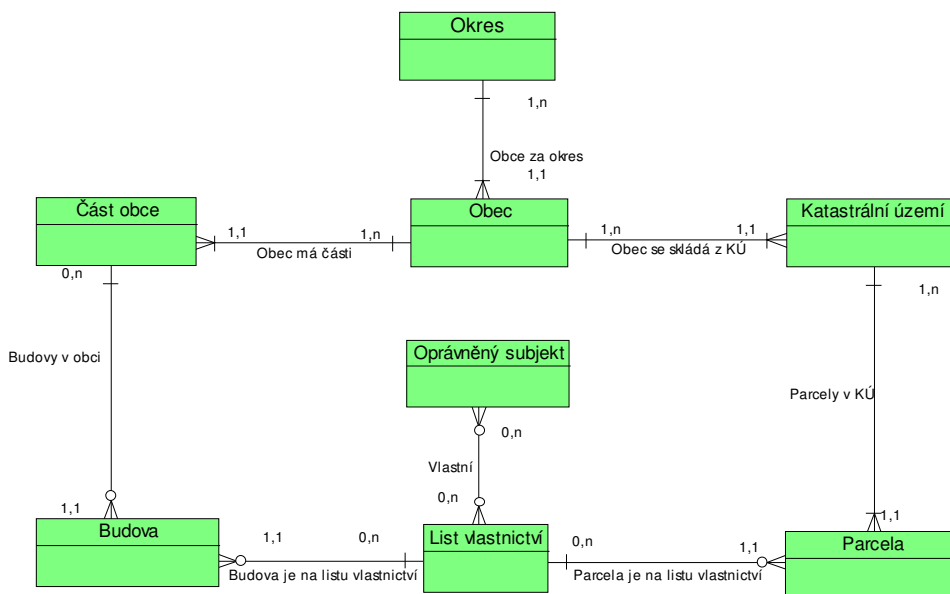 Okres
1,n
Obce za okres
1,1
Část obce
Obec
Katastrální území
1,1
1,n
Obec má části
1,n
1,1
Obec se skládá z KÚ
0,n
1,n
Budovy v obci
Oprávněný subjekt
Parcely v KÚ
0,n
Vlastní
0,n
1,1
1,1
Budova
List vlastnictví
Parcela
1,1
0,n
Budova je na listu vlastnictví
0,n
1,1
Parcela je na listu vlastnictví